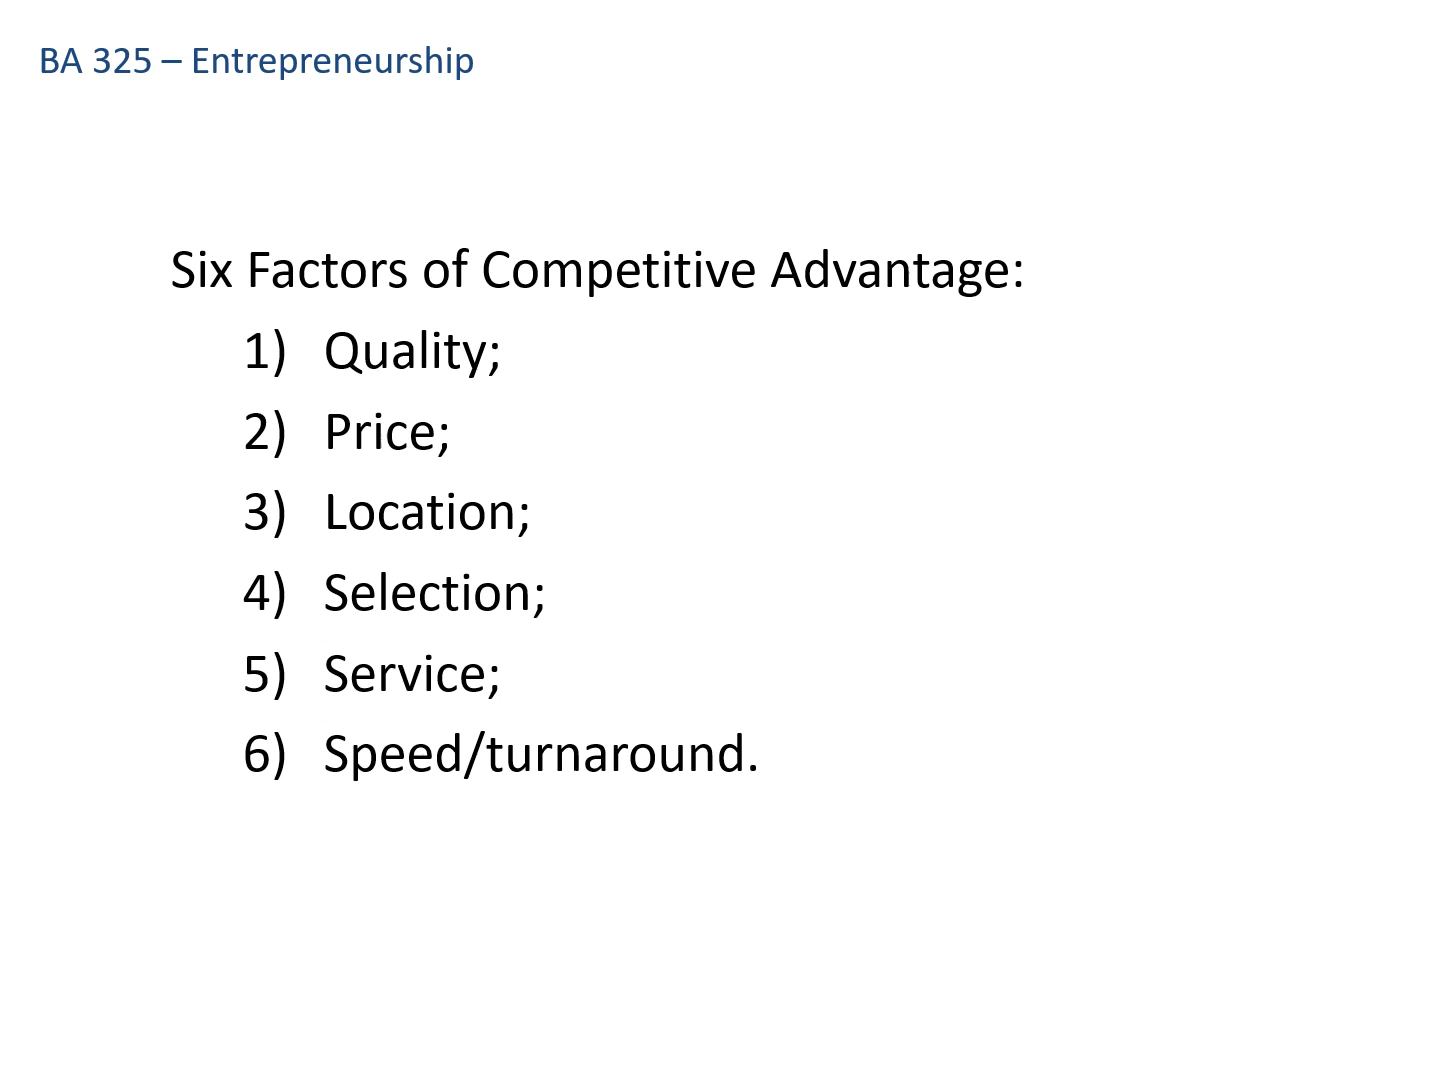 BA 325 – Entrepreneurship
Six Factors of Competitive Advantage:
1) Quality;
2) Price;
3) Location;
4) Selection;
5) Service;
6) Speed/turnaround.